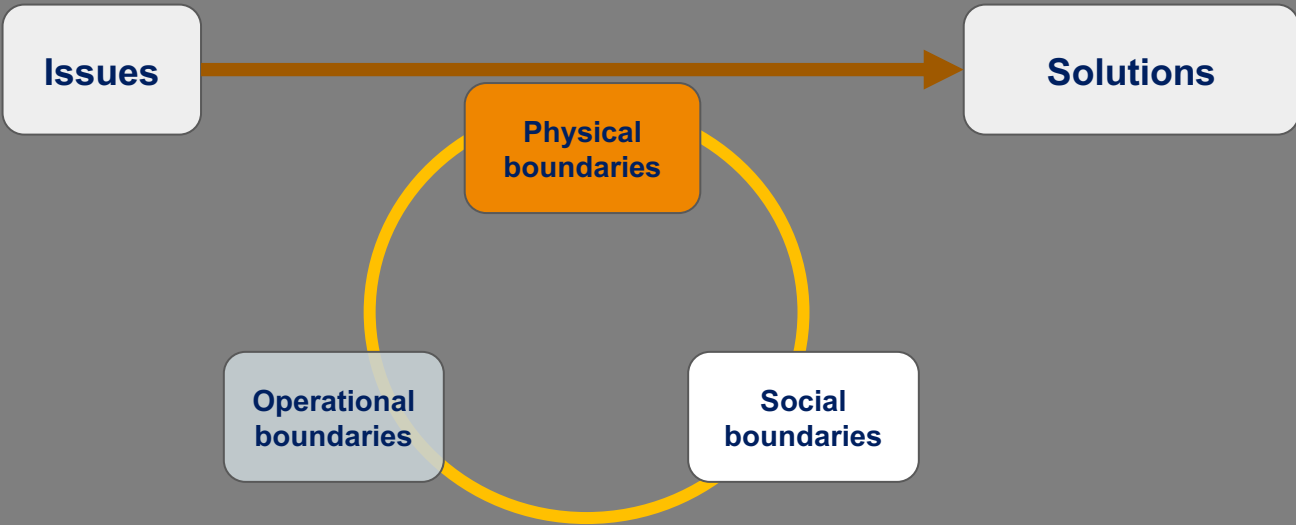 Issues
Solutions
Physical
boundaries
Operational
boundaries
Social
boundaries